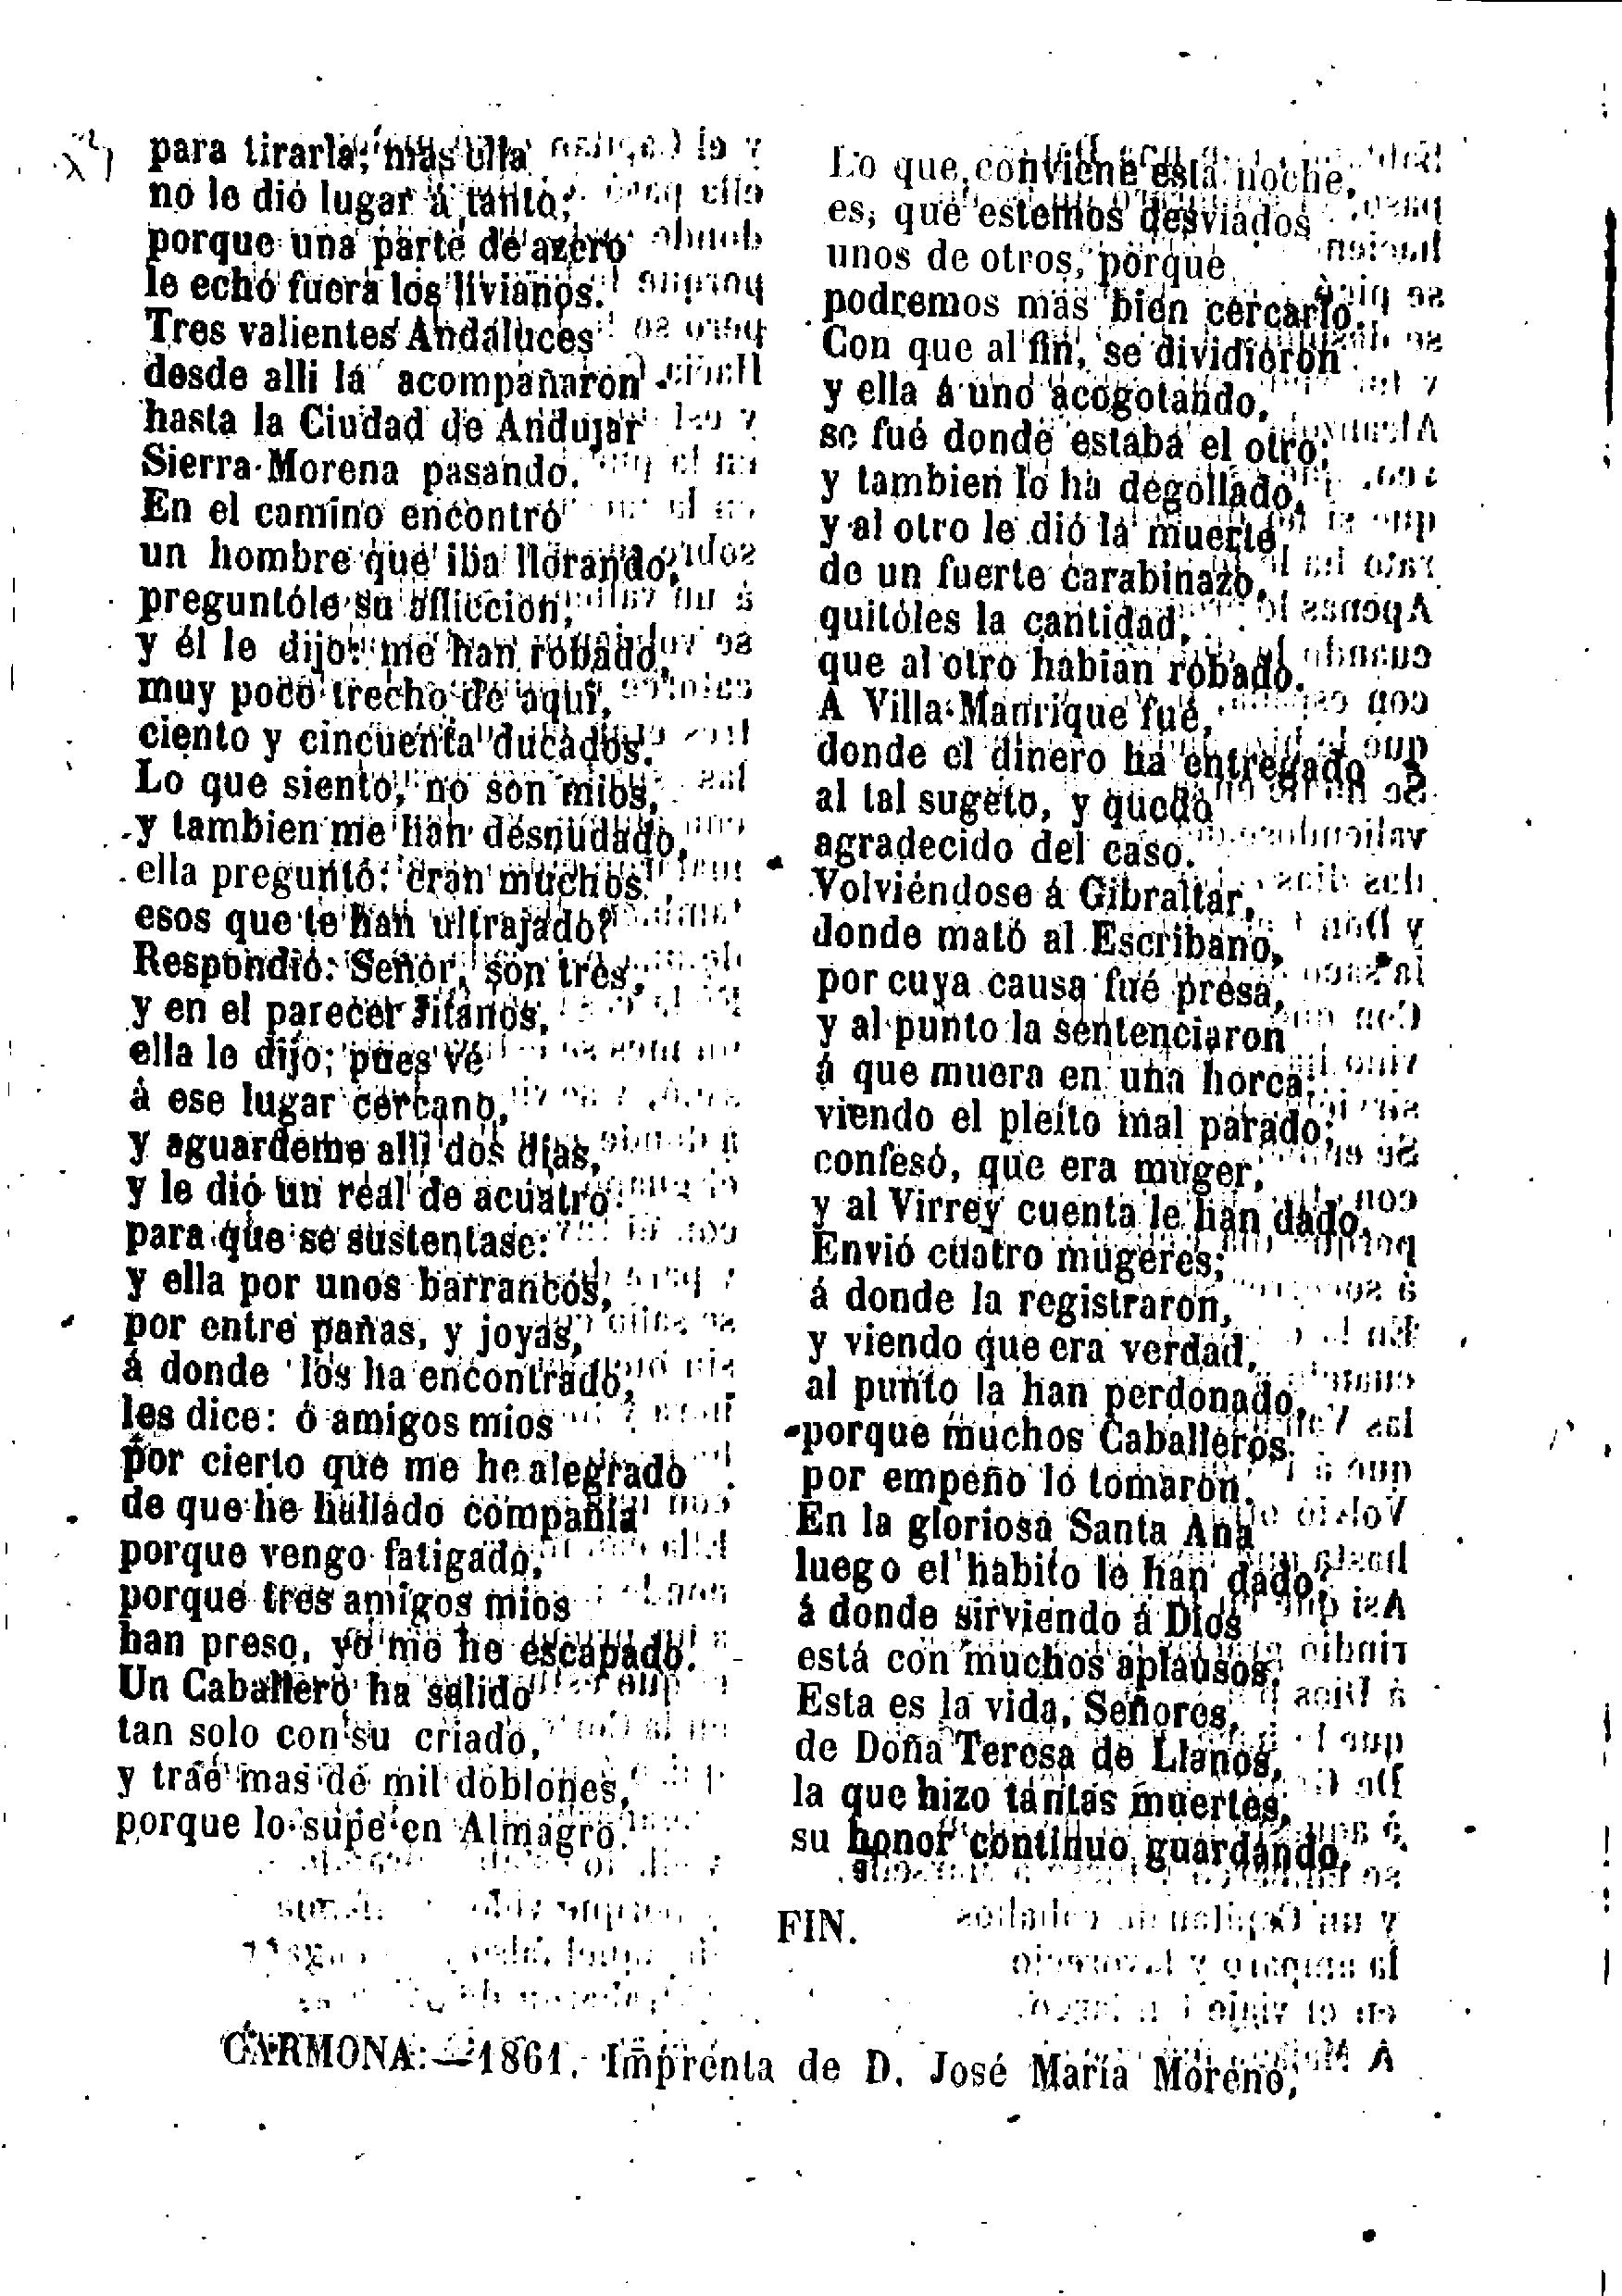 para tirarla, mas ella
no le dió lugar á tanto;
porque una parte de azero
le echó fuera los livianos.
Tres valientes Andaluces
desde alli la acompañaron
hasta la Ciudad de Andujar
Sierra-Morena pasando.
En el camino encontró
un hombre que iba llorando,
preguntóle su afliccion,
y él le dijo: me han robado,
muy poco trecho de aqui,
ciento y cincuenta ducados.
Lo que siento, no son mios,
y tambien me han desnudado,
ella preguntó: eran muchos
esos que te han ultrajado?
Respondió: Señor, son tres,
y en el parecer Jitanos,
ella le dijo; pues vé
á ese lugar cercano,
y aguardeme alli dos dias,
y le dió un real de acuatro
para que se sustentase:
y ella por unos barrancos,
por entre pañas, y joyas,
á donde los ha encontrado,
les dice: ó amigos mios
por cierto que me he alegrado
de que he hallado compañia
porque vengo fatigado,
porque tres amigos mios
han preso, yo me he escapado.
Un Caballero ha salido
tan solo con su criado,
y trae mas de mil doblones,
porque lo supe en Almagro.
Lo que conviene esta noche,
es, que estemos desviados
unos de otros, porque
podremos mas bien cercarlo.
Con que al fin, se dividieron
y ella á uno acogotando,
se fué donde estaba el otro;
y tambien lo ha degollado,
y al otro le dió la muerte
de un fuerte carabinazo,
quitóles la cantidad,
que al otro habian robado.
A Villa-Manrique fué,
donde el dinero ha entregado
al tal sugeto, y quedó
agradecido del caso.
Volviéndose á Gibraltar,
donde mató al Escribano,
por cuya causa fué presa,
y al punto la sentenciaron
á que muera en una horca;
viendo el pleito mal parado;
confesó, que era muger,
y al Virrey cuenta le han dado.
Envió cuatro mugeres;
á donde la registraron,
y viendo que era verdad,
al punto la han perdonado,
porque muchos Caballeros
por empeño lo tomaron.
En la gloriosa Santa Ana
luego el habito le han dado
á donde sirviendo á Dios
está con muchos aplausos.
Esta es la vida, Señores,
de Doña Teresa de Llanos,
la que hizo tantas muertes,
su honor continuo guardando.
FIN.
CARMONA:—1861. Imprenta de D. José María Moreno,